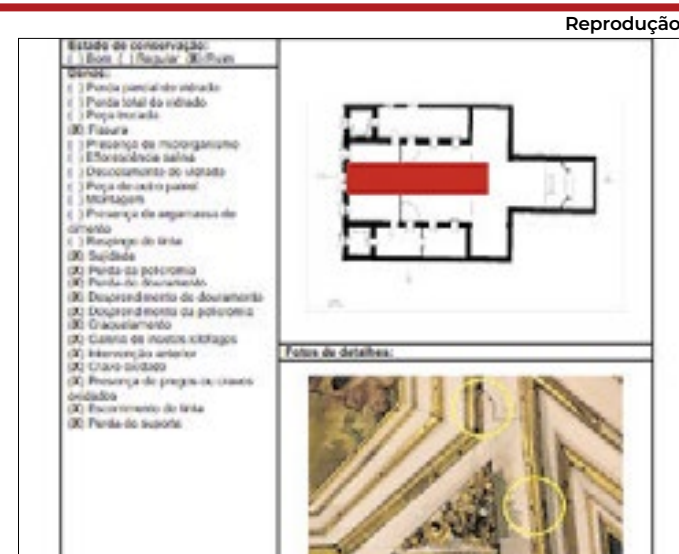 Reprodução
Estado de conservação:
( ) Bom ( ) Regular (X) Ruim
Danos:
( ) Perda parcial do vidrado
( ) Perda total do vidrado
( ) Peça trocada
(X) Fissura
( ) Presença de microrganismo
( ) Eflorescência salina
( ) Descolamento do vidrado
( ) Peça de outro painel
( ) Montagem
( ) Presença de argamassa de
cimento
( ) Respingo de tinta
(X) Sujidade
(X) Perda da policromia
(X) Perda do douramento
(X) Desprendimento do douramento
(X) Desprendimento da policromia
(X) Craquelamento
(X) Galeria de insetos xilófagos
(X) Intervenção anterior
(X) Cravo oxidado
(X) Presença de pregos ou cravos
oxidados
(X) Escorrimento de tinta
(X) Perda do suporte
Fotos de detalhes: